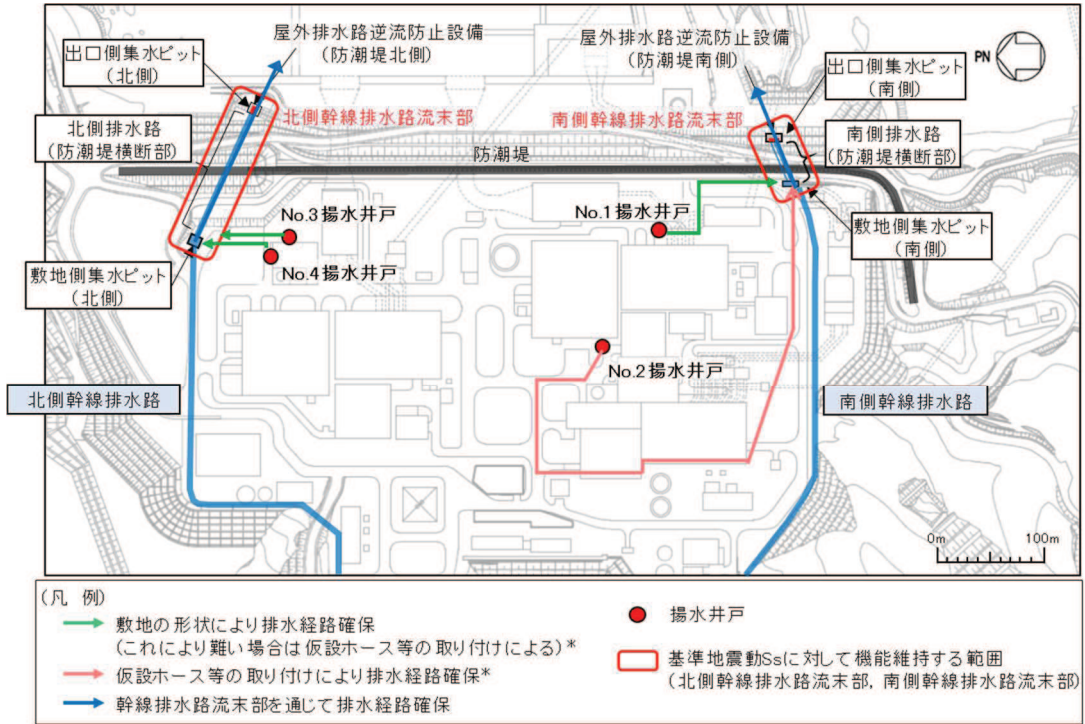 屋外排水路逆流防止設備
(防潮堤北側)
屋外排水路逆流防止設備
(防潮堤南側)
出口側集水ピット
(北側)
出口側集水ピット
(南側)
PN
北側幹線排水路流末部
南側幹線排水路流末部
北側排水路
(防潮堤横断部)
南側排水路
(防潮堤横断部)
防潮堤
No.3揚水井戸
No.1揚水井戸
敷地側集水ピット
(南側)
No.4揚水井戸
敷地側集水ピット
(北側)
No.2揚水井戸
北側幹線排水路
南側幹線排水路
0m
100m
(凡 例)
敷地の形状により排水経路確保
(これにより難い場合は仮設ホース等の取り付けによる)*
仮設ホース等の取り付けにより排水経路確保*
幹線排水路流末部を通じて排水経路確保
揚水井戸
基準地震動Ssに対して機能維持する範囲
(北側幹線排水路流末部, 南側幹線排水路流末部)